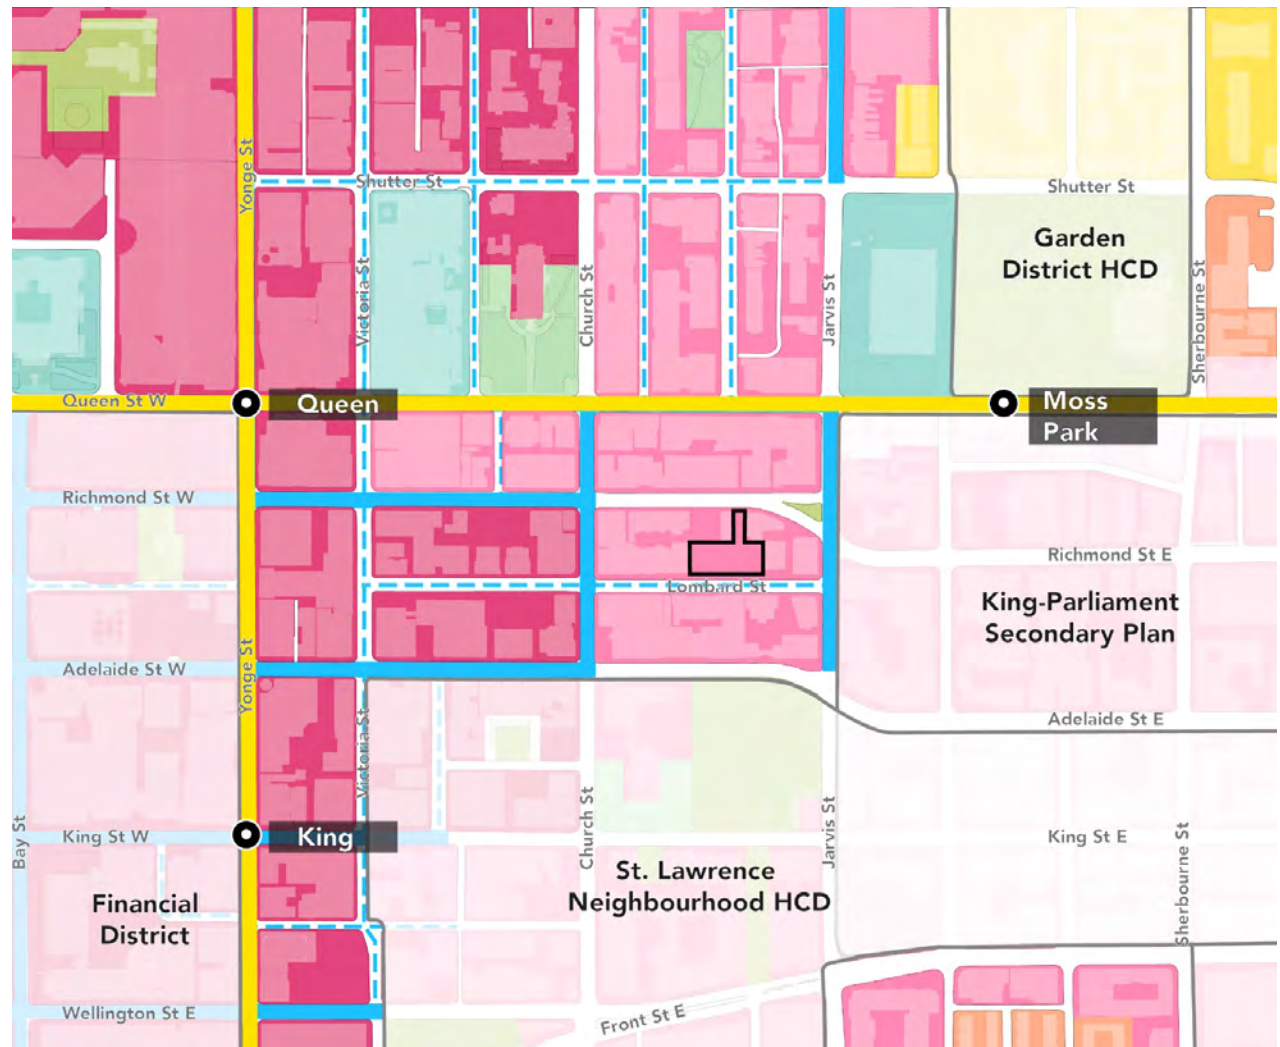 Yonge St
Shutter St
Shutter St
Garden
District HCD
Victoria St
Church St
Jarvis St
Sherbourne St
Queen St W
Queen
Moss
Park
Richmond St W
Richmond St E
Lombard St
King-Parliament
Secondary Plan
Adelaide St W
Yonge St
Victoria St
Adelaide St E
Bay St
King St W
King
Church St
Jarvis St
King St E
Sherbourne St
St. Lawrence
Neighbourhood HCD
Financial
District
Wellington St E
Front St E